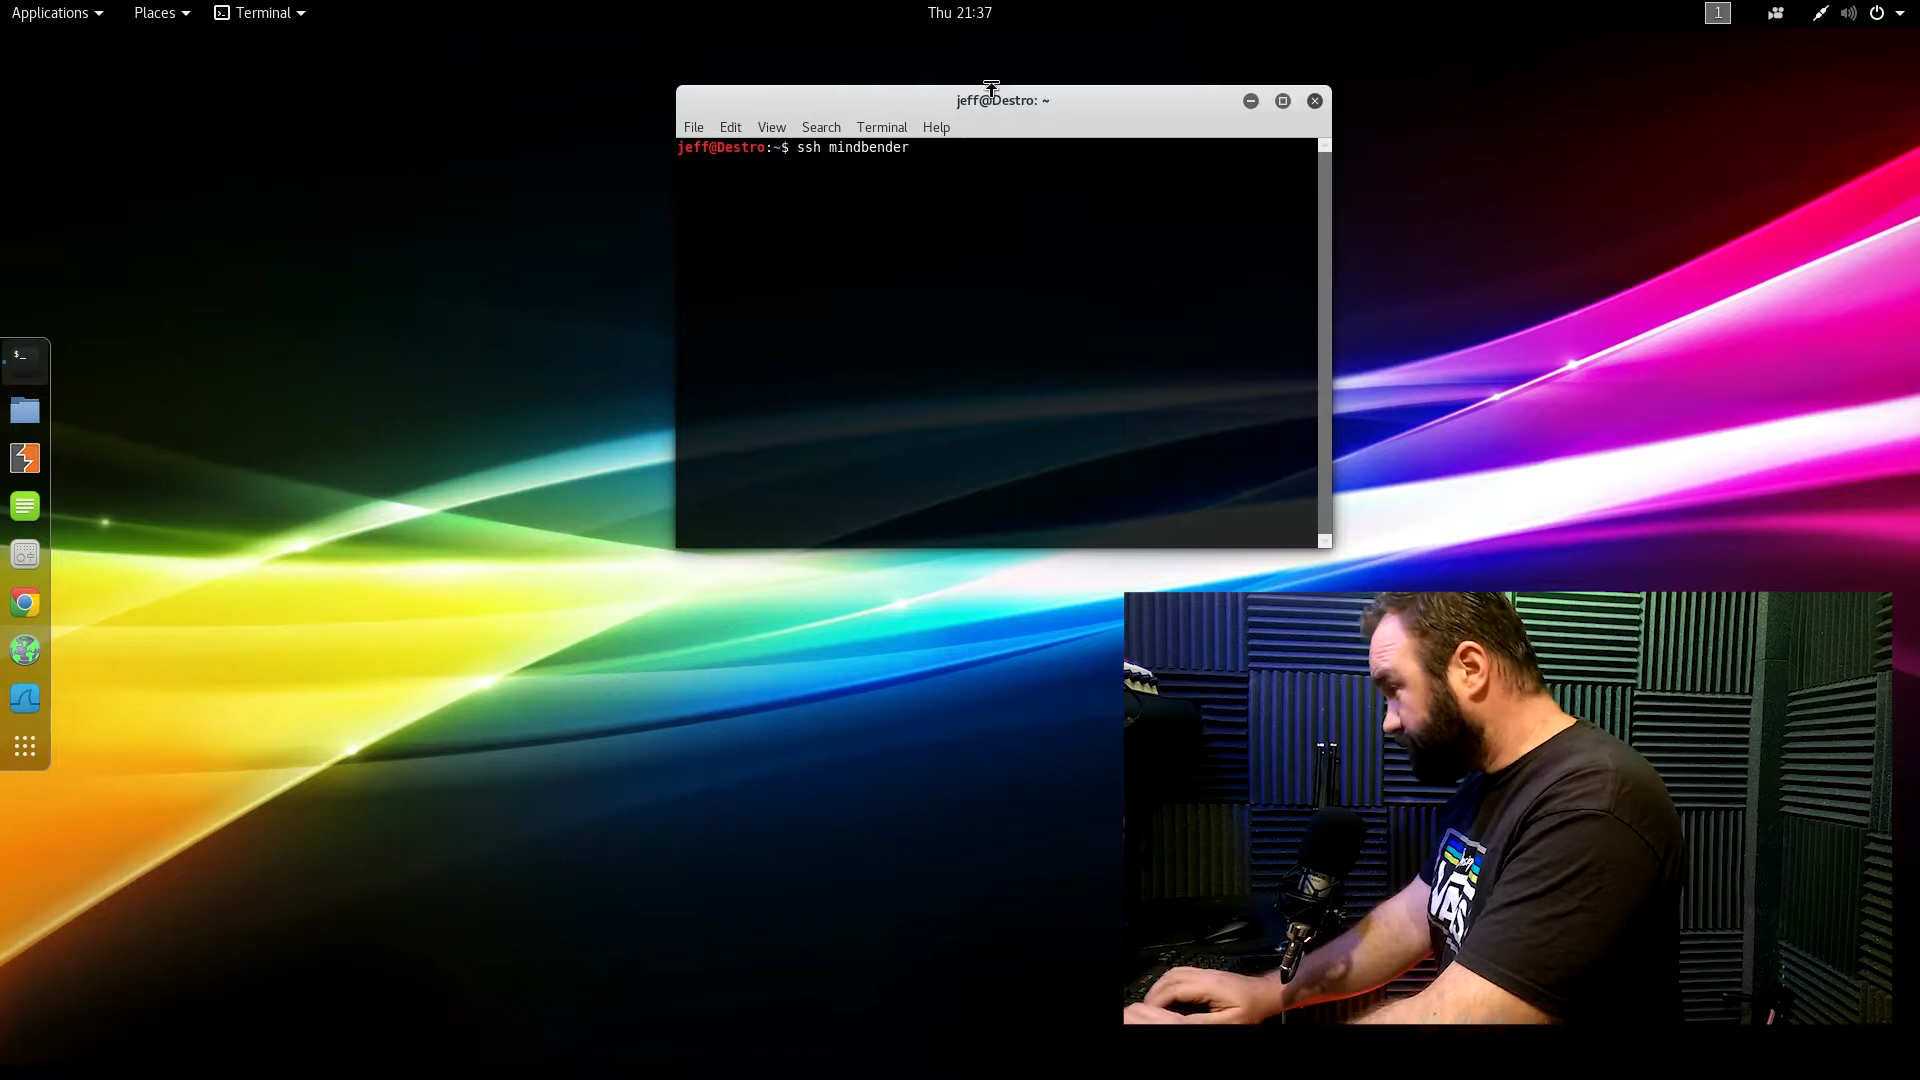 Applications Places Terminal Thu 21:37 1
jeff@Destro: ~
File Edit View Search Terminal Help
jeff@Destro:~$ ssh mindbender
$_
VANS